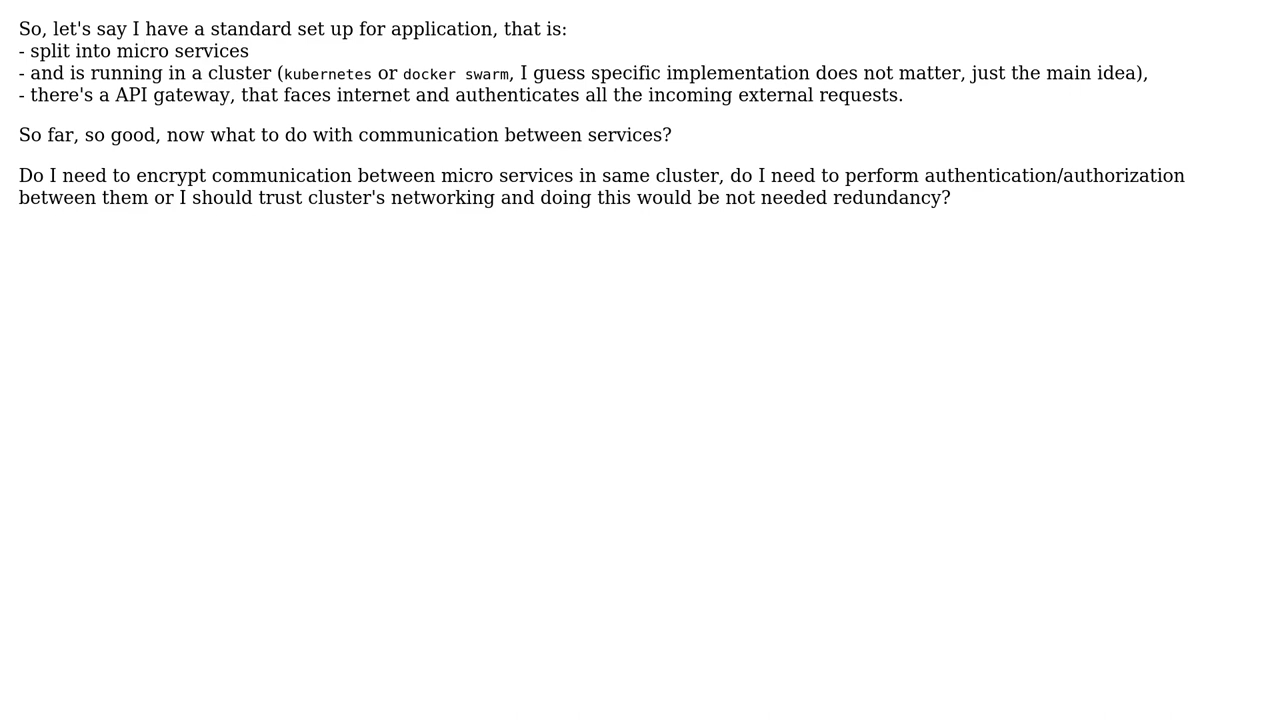 So, let's say I have a standard set up for application, that is:
- split into micro services
- and is running in a cluster (kubernetes or docker swarm, I guess specific implementation does not matter, just the main idea),
- there's a API gateway, that faces internet and authenticates all the incoming external requests.
So far, so good, now what to do with communication between services?
Do I need to encrypt communication between micro services in same cluster, do I need to perform authentication/authorization
between them or I should trust cluster's networking and doing this would be not needed redundancy?